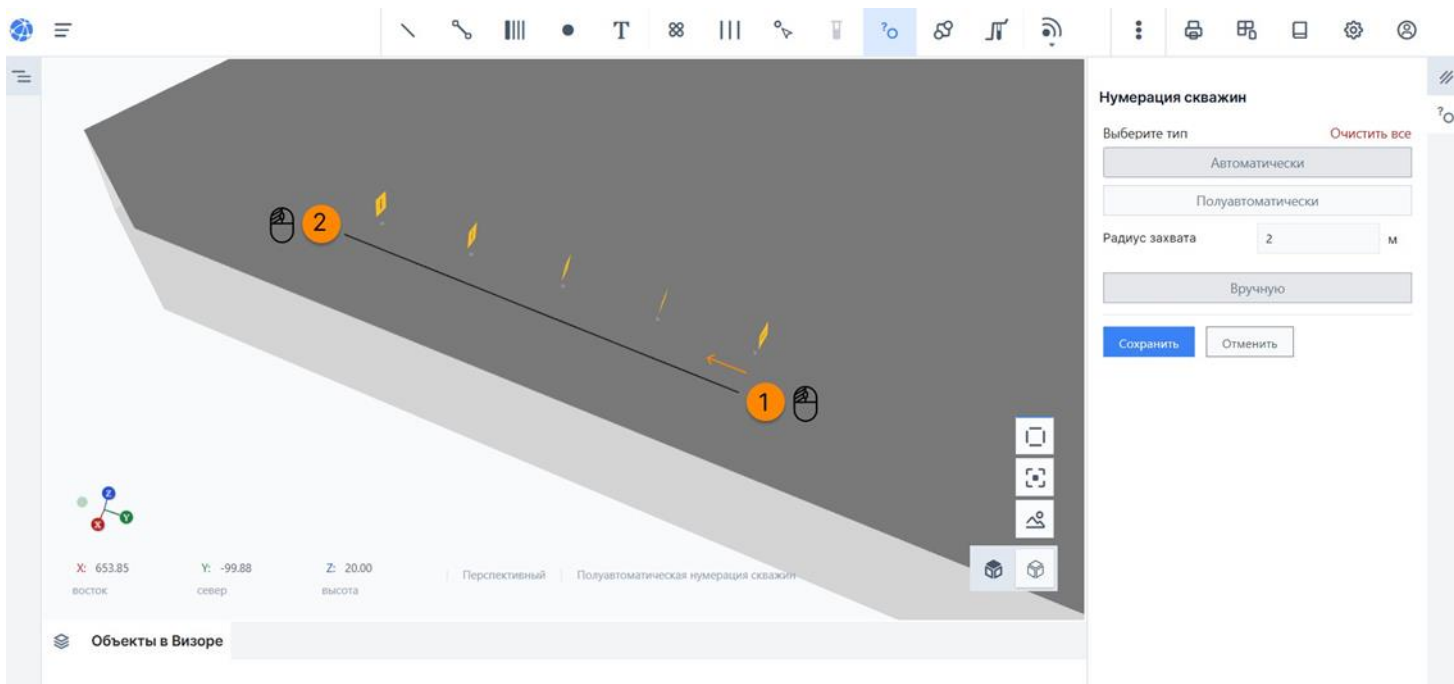 T
?
Нумерация скважин
?
Выберите тип
Очистить все
Автоматически
Полуавтоматически
Радиус захвата 2 м
Вручную
Сохранить Отменить
2
1
Z
X Y
X: 653.85 Y: -99.88 Z: 20.00
восток север высота
Перспективный Полуавтоматическая нумерация скважин
Объекты в Визоре